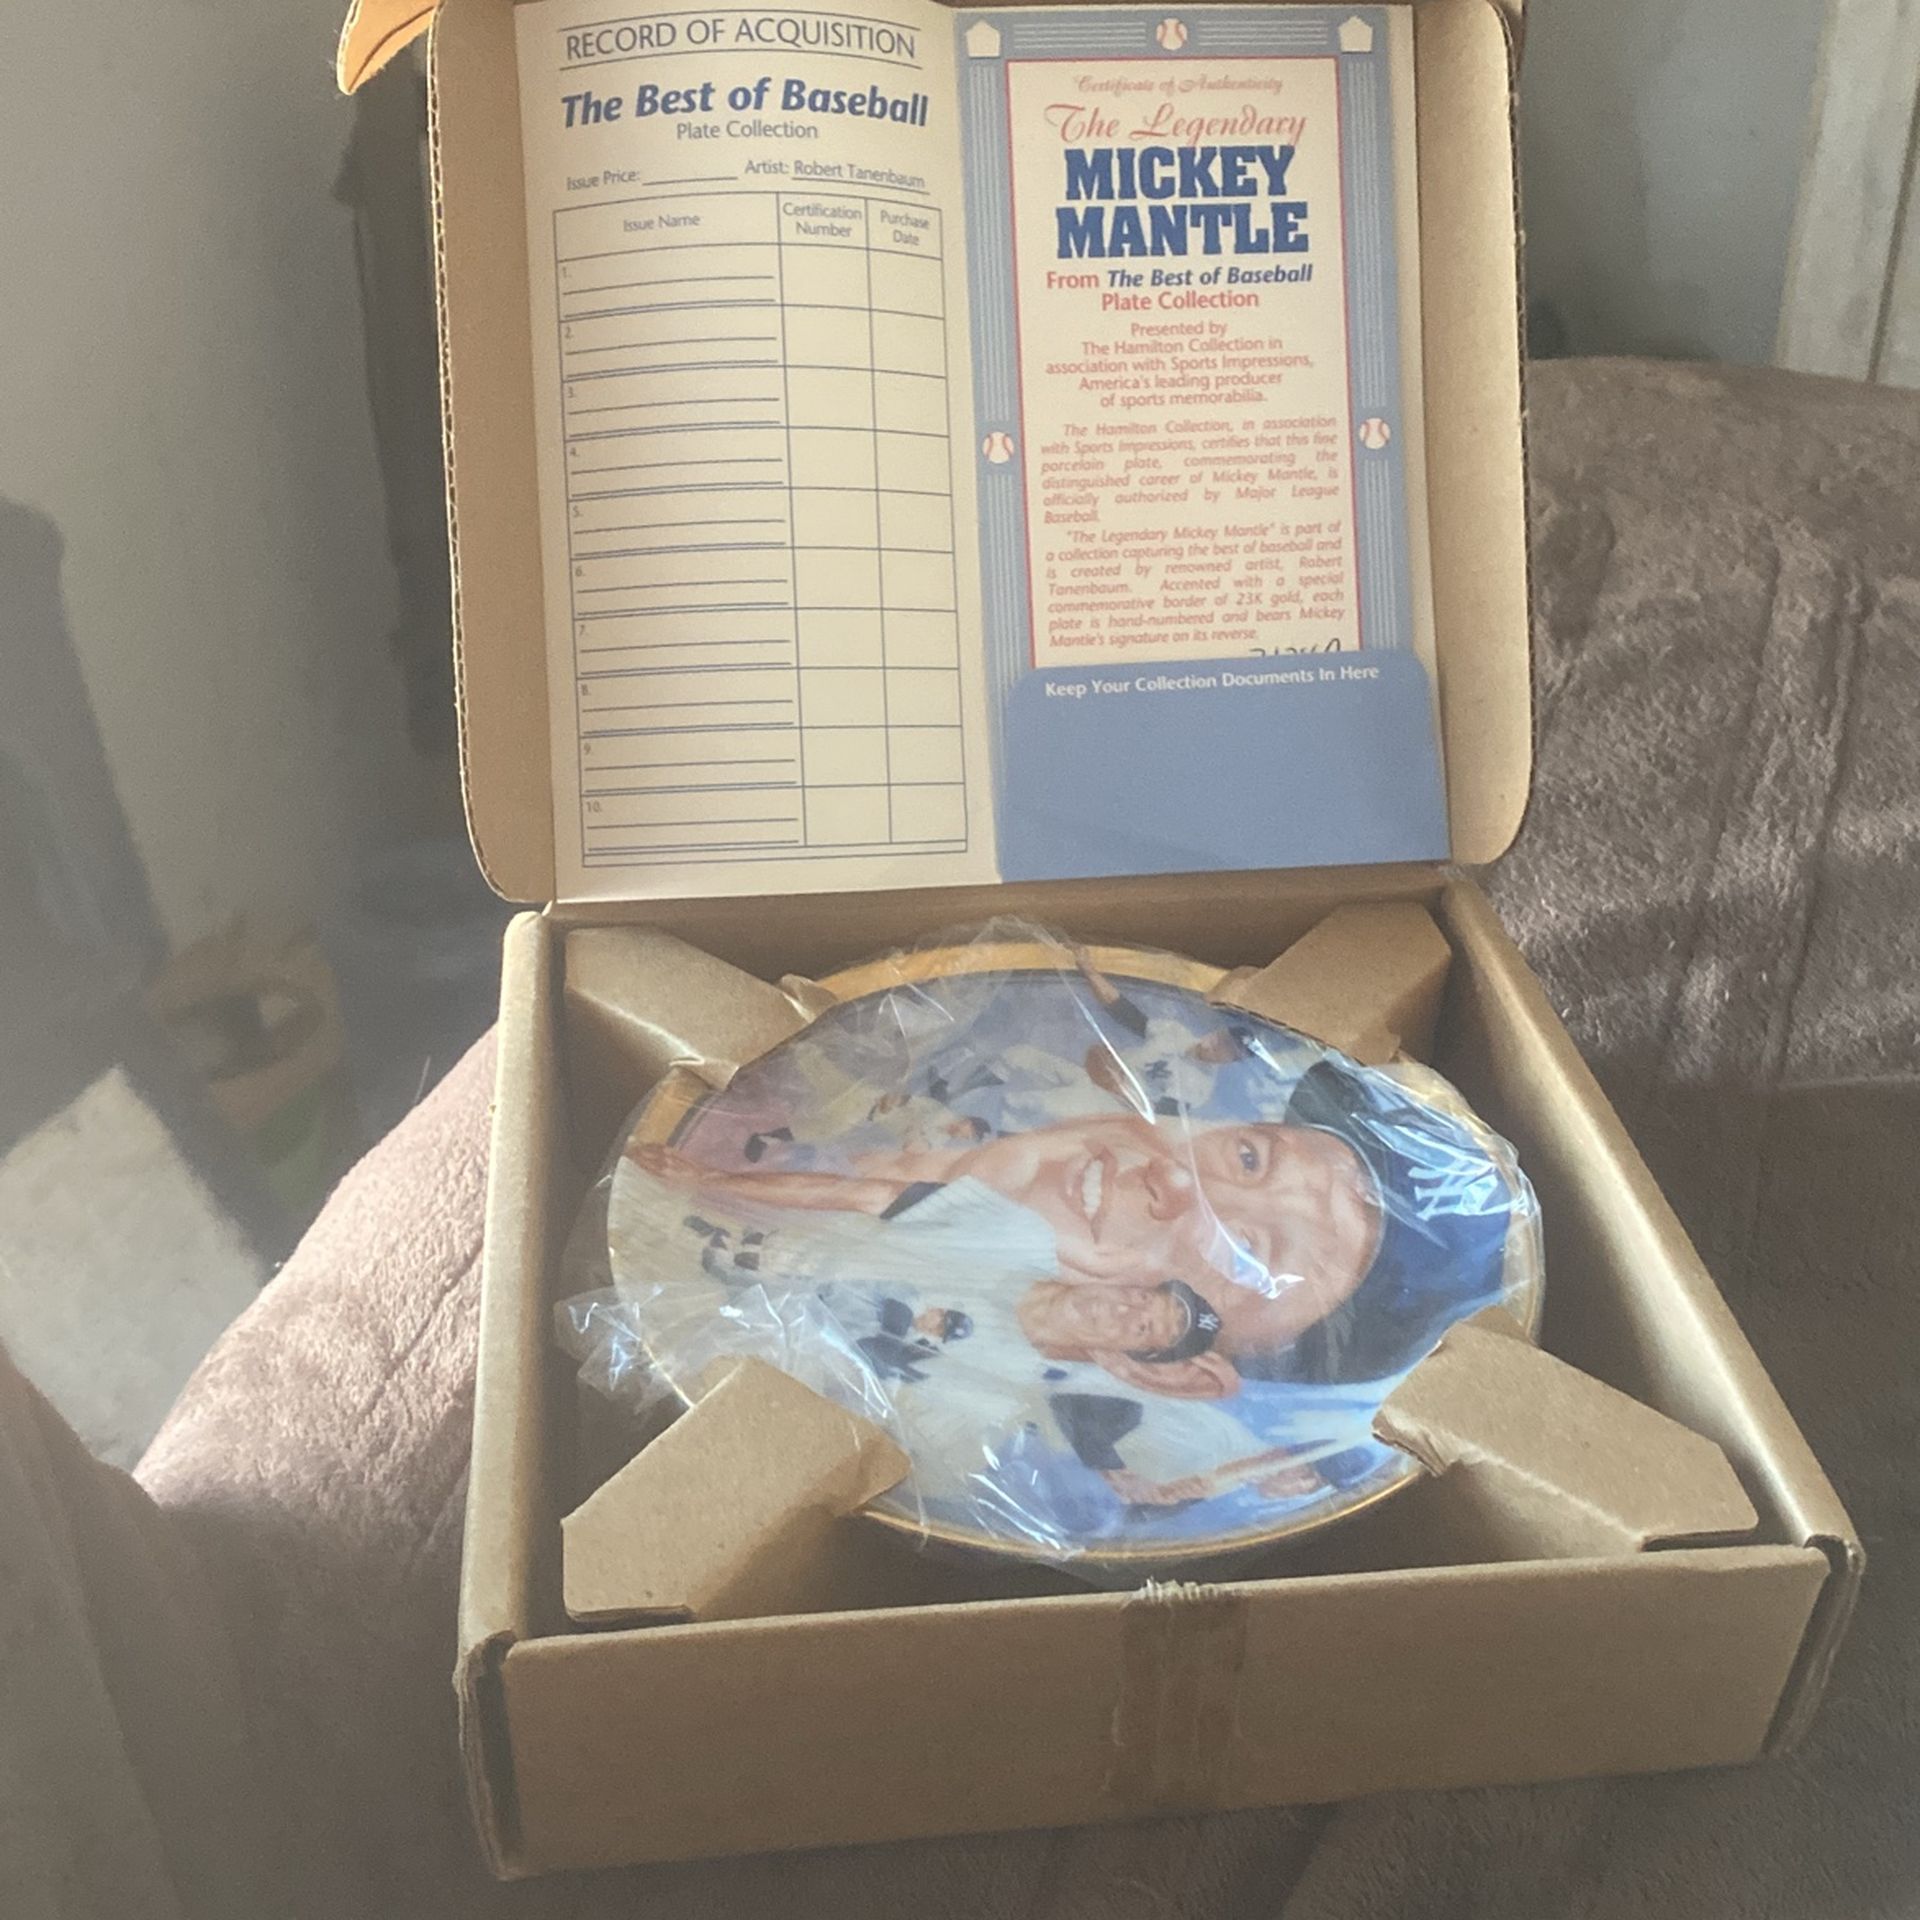 RECORD OF ACQUISITION
The Best of Baseball
Plate Collection
Issue Price: Artist: Robert Tanenbaum
Issue Name Certification Number Purchase Date
1.
2.
3.
4.
5.
6.
7.
8.
9.
10.
Certificate of Authenticity
The Legendary
MICKEY
MANTLE
From The Best of Baseball
Plate Collection
Presented by
The Hamilton Collection in
association with Sports Impressions,
America's leading producer
of sports memorabilia.
The Hamilton Collection, in association
with Sports Impressions, certifies that this fine
porcelain plate, commemorating the
distinguished career of Mickey Mantle, is
officially authorized by Major League
Baseball.
"The Legendary Mickey Mantle" is part of
a collection capturing the best of baseball and
is created by renowned artist, Robert
Tanenbaum. Accented with a special
commemorative border of 23K gold, each
plate is hand-numbered and bears Mickey
Mantle's signature on its reverse.
Keep Your Collection Documents In Here
NY
NY
NY